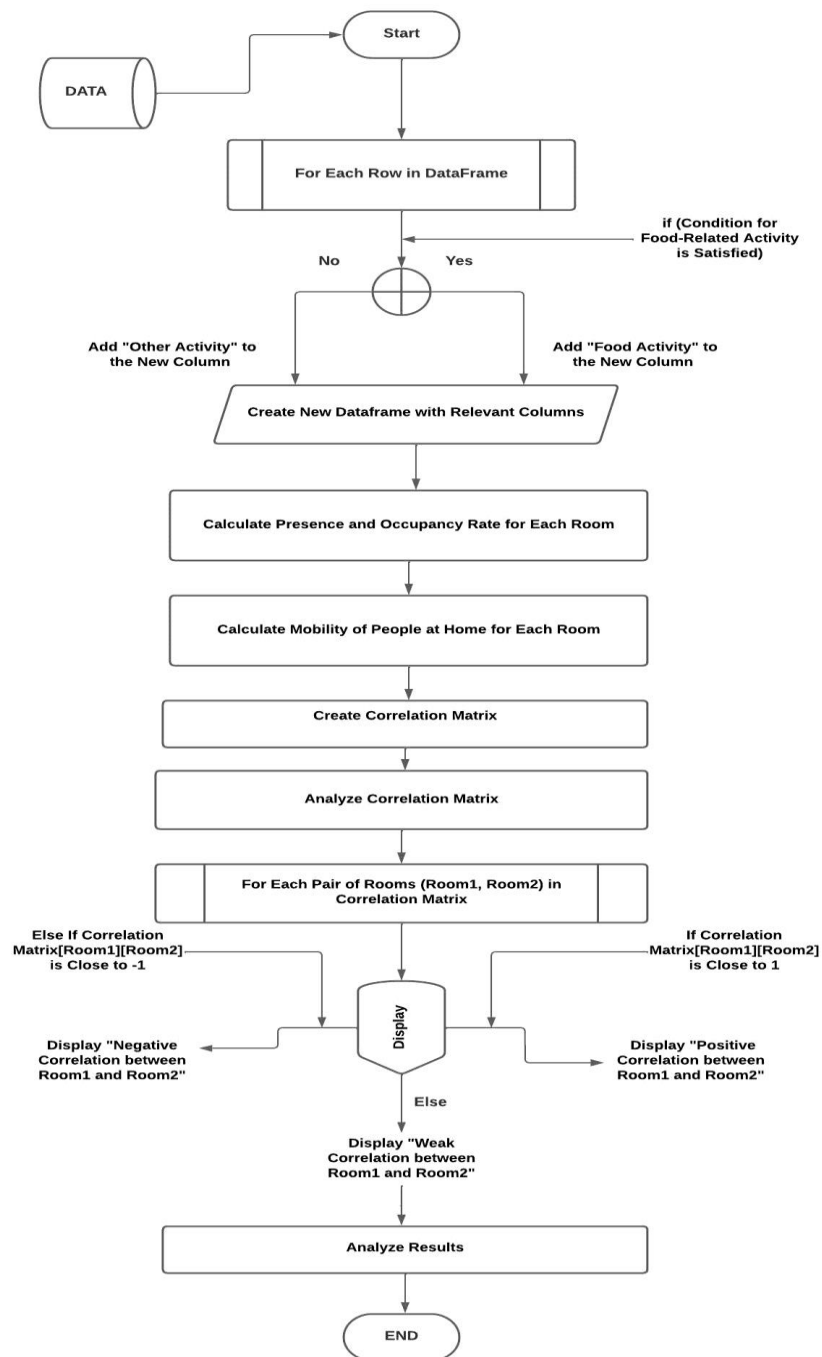 Start
DATA
For Each Row in DataFrame
if (Condition for
Food-Related Activity
is Satisfied)
No
Yes
Add "Other Activity" to
the New Column
Add "Food Activity" to
the New Column
Create New Dataframe with Relevant Columns
Calculate Presence and Occupancy Rate for Each Room
Calculate Mobility of People at Home for Each Room
Create Correlation Matrix
Analyze Correlation Matrix
For Each Pair of Rooms (Room1, Room2) in
Correlation Matrix
Else If Correlation
Matrix[Room1][Room2]
is Close to -1
If Correlation
Matrix[Room1][Room2]
is Close to 1
Display
Display "Negative
Correlation between
Room1 and Room2"
Display "Positive
Correlation between
Room1 and Room2"
Else
Display "Weak
Correlation between
Room1 and Room2"
Analyze Results
END